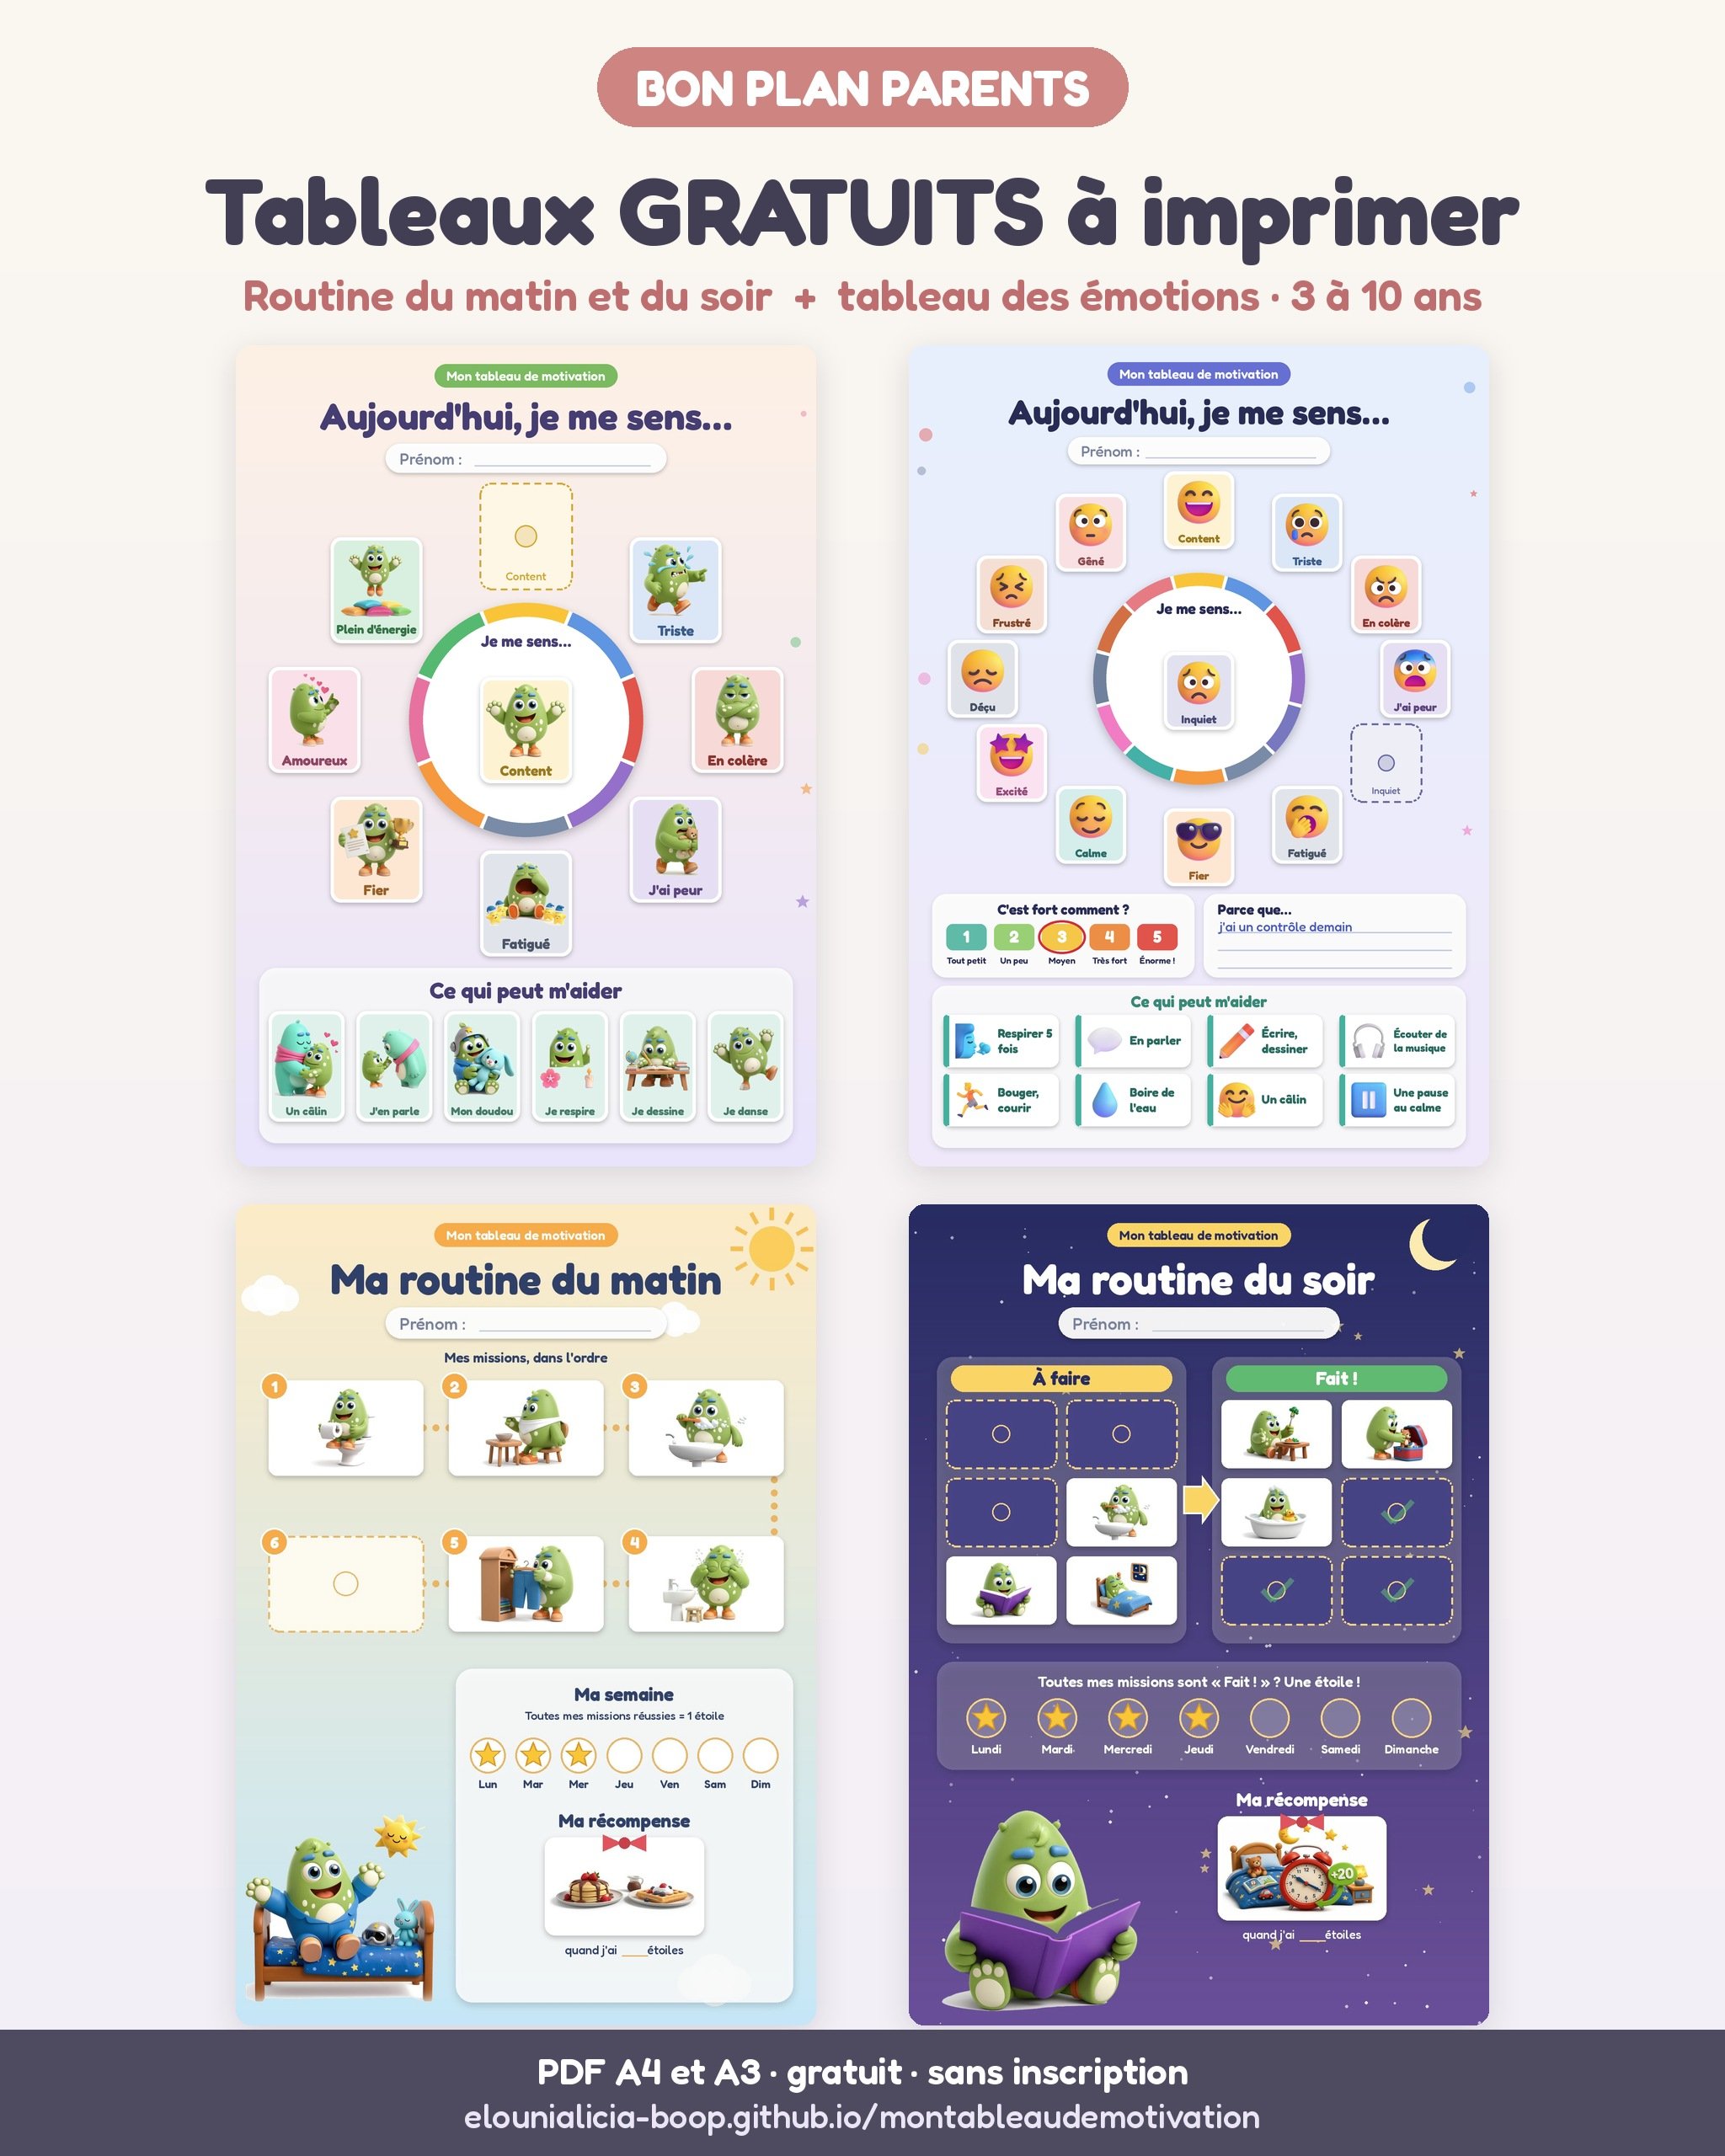 BON PLAN PARENTS
Tableaux GRATUITS à imprimer
Routine du matin et du soir + tableau des émotions · 3 à 10 ans
Mon tableau de motivation
Aujourd'hui, je me sens...
Prénom :
Content
Plein d'énergie
Triste
Je me sens...
Amoureux
Content
En colère
Fier
J'ai peur
Fatigué
Ce qui peut m'aider
Un câlin
J'en parle
Mon doudou
Je respire
Je dessine
Je danse
Mon tableau de motivation
Aujourd'hui, je me sens...
Prénom :
Content
Gêné
Triste
Frustré
Je me sens...
En colère
Déçu
Inquiet
J'ai peur
Excité
Inquiet
Calme
Fier
Fatigué
C'est fort comment ?
1 2 3 4 5
Tout petit Un peu Moyen Très fort Énorme !
Parce que...
j'ai un contrôle demain
Ce qui peut m'aider
Respirer 5
fois
En parler
Écrire,
dessiner
Écouter de
la musique
Bouger,
courir
Boire de
l'eau
Un câlin
Une pause
au calme
Mon tableau de motivation
Ma routine du matin
Prénom :
Mes missions, dans l'ordre
1 2 3
6 5 4
Ma semaine
Toutes mes missions réussies = 1 étoile
Lun Mar Mer Jeu Ven Sam Dim
Ma récompense
quand j'ai ____étoiles
Mon tableau de motivation
Ma routine du soir
Prénom :
À faire
Fait !
Toutes mes missions sont « Fait ! » ? Une étoile !
Lundi Mardi Mercredi Jeudi Vendredi Samedi Dimanche
Ma récompense
+20
quand j'ai ____étoiles
PDF A4 et A3 · gratuit · sans inscription
elounialicia-boop.github.io/montableaudemotivation